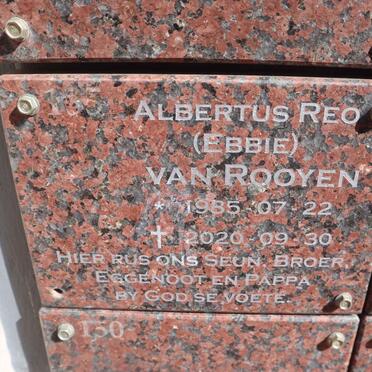 ALBERTUS REO
(EBBIE)
VAN ROOYEN
* 1985 07 22
† 2020 09 30
HIER RUS ONS SEUN, BROER,
EGGENOOT EN PAPPA
BY GOD SE VOETE.
150